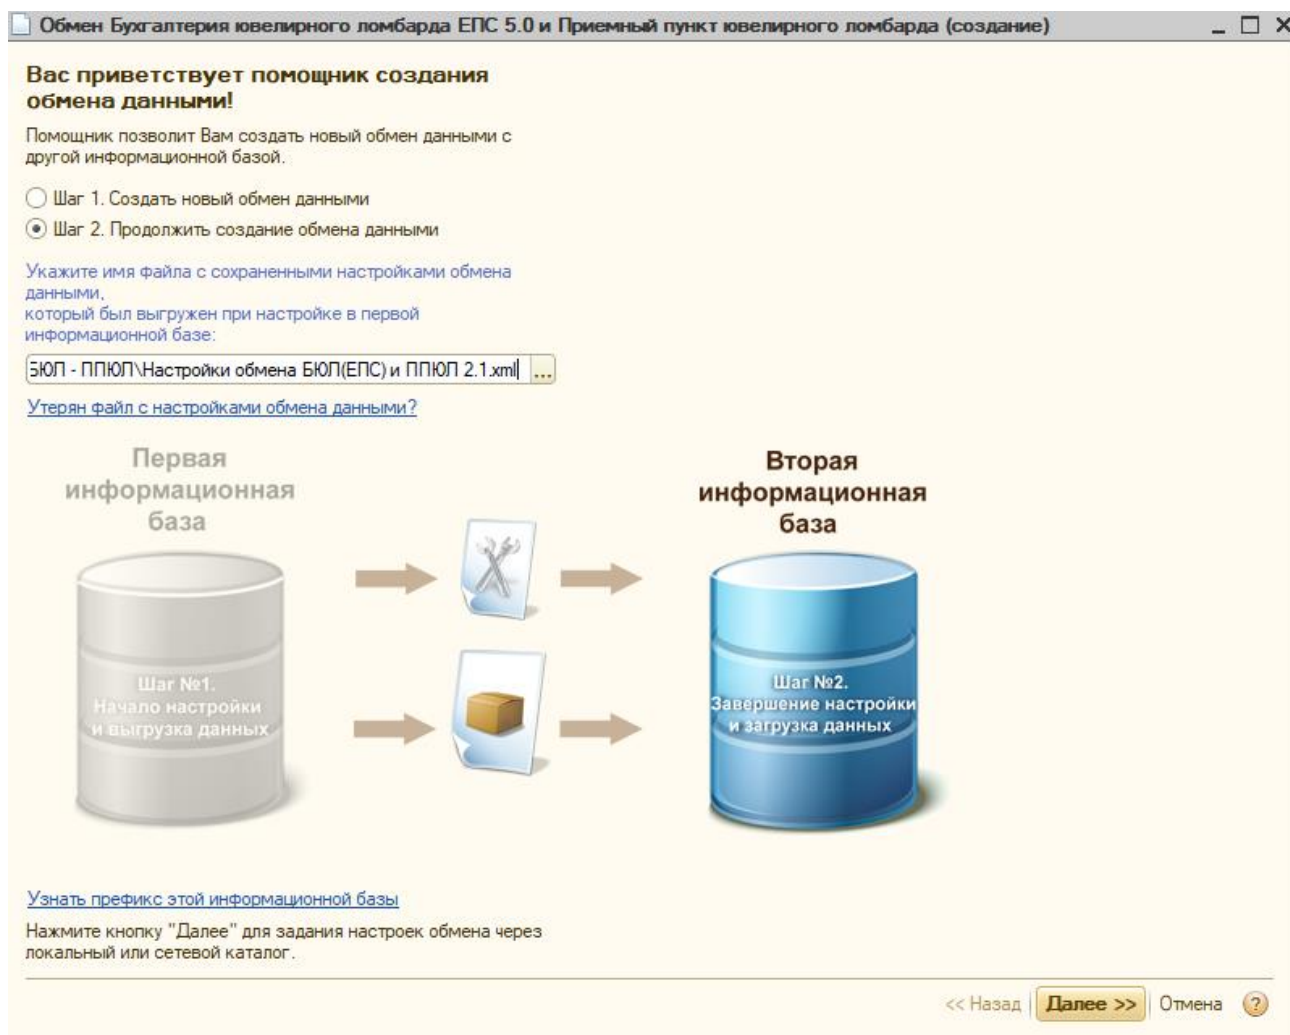 Обмен Бухгалтерия ювелирного ломбарда ЕПС 5.0 и Приемный пункт ювелирного ломбарда (создание)
Вас приветствует помощник создания
обмена данными!
Помощник позволит Вам создать новый обмен данными с
другой информационной базой.
Шаг 1. Создать новый обмен данными
Шаг 2. Продолжить создание обмена данными
Укажите имя файла с сохраненными настройками обмена
данными,
который был выгружен при настройке в первой
информационной базе:
БЮЛ - ППЮЛ\Настройки обмена БЮЛ(ЕПС) и ППЮЛ 2.1.xml ...
Утерян файл с настройками обмена данными?
Первая
информационная
база
Вторая
информационная
база
Шаг №1.
Начало настройки
и выгрузка данных
Шаг №2.
Завершение настройки
и загрузка данных
Узнать префикс этой информационной базы
Нажмите кнопку "Далее" для задания настроек обмена через
локальный или сетевой каталог.
<< Назад Далее >> Отмена ?